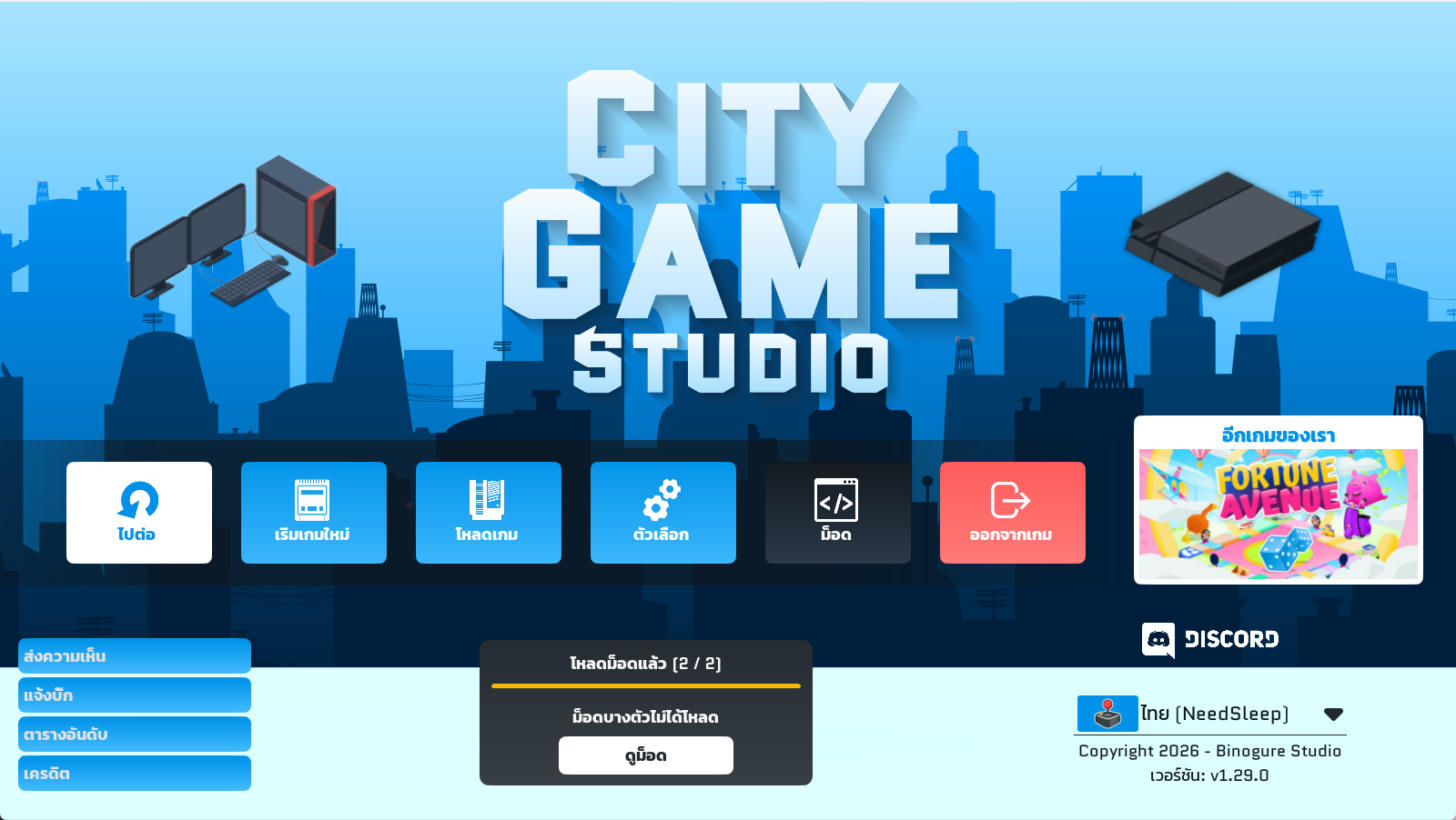 CITY
GAME
STUDIO
ไปต่อ
เริ่มเกมใหม่
โหลดเกม
ตัวเลือก
ม็อด
ออกจากเกม
อีกเกมของเรา
FORTUNE
AVENUE
DISCORD
ส่งความเห็น
แจ้งบั๊ก
ตารางอันดับ
เครดิต
โหลดม็อดแล้ว (2 / 2)
ม็อดบางตัวไม่ได้โหลด
ดูม็อด
ไทย (NeedSleep)
Copyright 2026 - Binogure Studio
เวอร์ชัน: v1.29.0